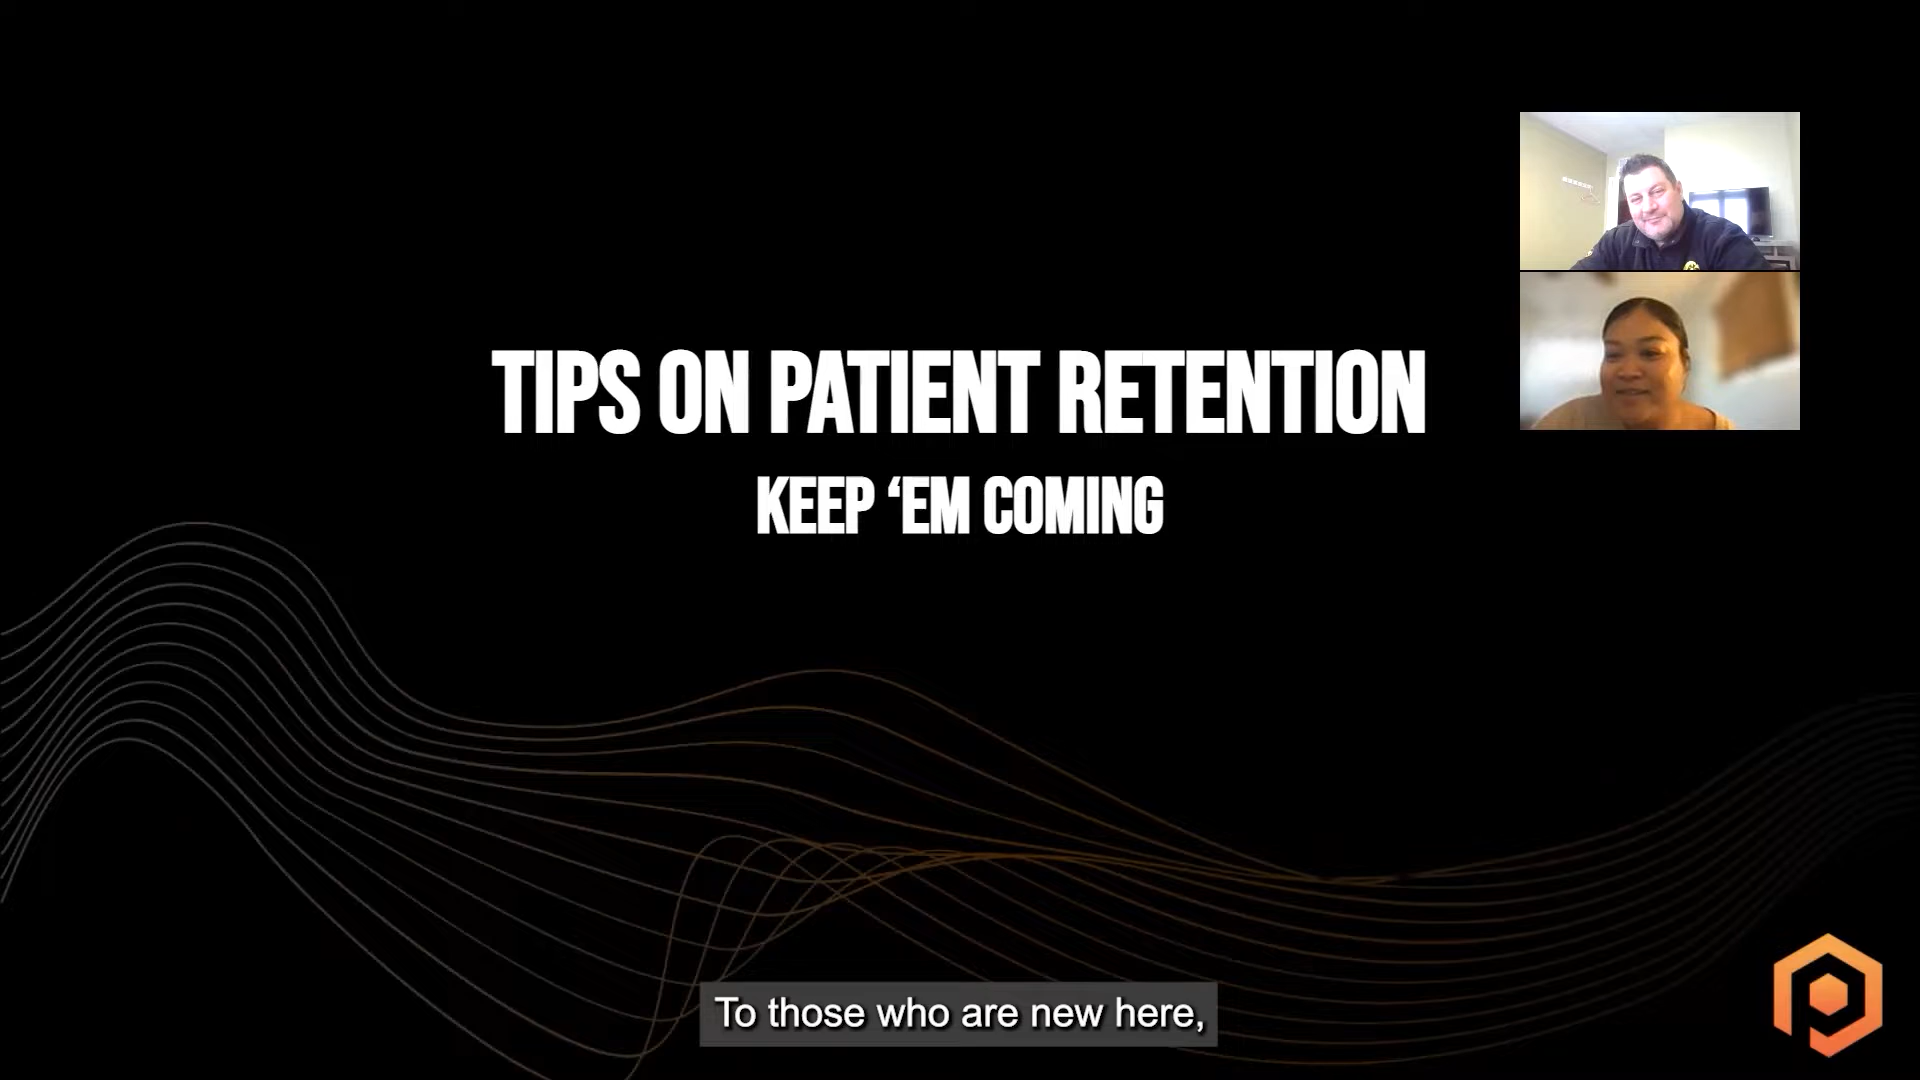 TIPS ON PATIENT RETENTION
KEEP ‘EM COMING
To those who are new here,